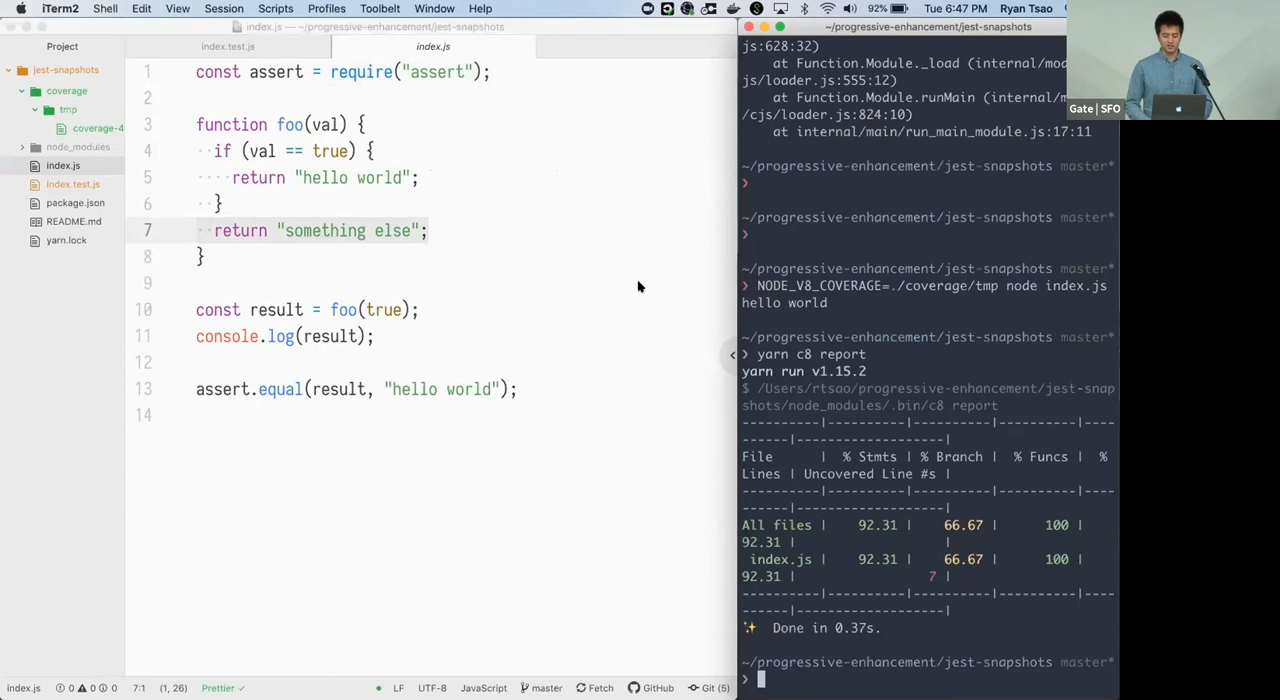 iTerm2 Shell Edit View Session Scripts Profiles Toolbelt Window Help 92% Tue 6:47 PM Ryan Tsao
index.js — ~/progressive-enhancement/jest-snapshots
~/progressive-enhancement/jest-snapshots
Project
index.test.js
index.js
jest-snapshots
coverage
tmp
coverage-4
node_modules
index.js
index.test.js
package.json
README.md
yarn.lock
1 const assert = require("assert");
2
3 function foo(val) {
4 if (val == true) {
5 return "hello world";
6 }
7 return "something else";
8 }
9
10 const result = foo(true);
11 console.log(result);
12
13 assert.equal(result, "hello world");
14
js:628:32)
at Function.Module._load (internal/mod
js/loader.js:555:12)
at Function.Module.runMain (internal/m
/cjs/loader.js:824:10)
at internal/main/run_main_module.js:17:11
~/progressive-enhancement/jest-snapshots master*
❯
~/progressive-enhancement/jest-snapshots master*
❯
~/progressive-enhancement/jest-snapshots master*
❯ NODE_V8_COVERAGE=./coverage/tmp node index.js
hello world
~/progressive-enhancement/jest-snapshots master*
❯ yarn c8 report
yarn run v1.15.2
$ /Users/rtsao/progressive-enhancement/jest-snap
shots/node_modules/.bin/c8 report
----------|----------|----------|----------|----
------|-------------------|
File | % Stmts | % Branch | % Funcs | %
Lines | Uncovered Line #s |
----------|----------|----------|----------|----
------|-------------------|
All files | 92.31 | 66.67 | 100 |
92.31 | |
index.js | 92.31 | 66.67 | 100 |
92.31 | 7 |
----------|----------|----------|----------|----
------|-------------------|
✨ Done in 0.37s.
~/progressive-enhancement/jest-snapshots master*
❯
Gate | SFO
index.js 0 0 0 7:1 (1, 26) Prettier ✓ LF UTF-8 JavaScript master Fetch GitHub Git (5)